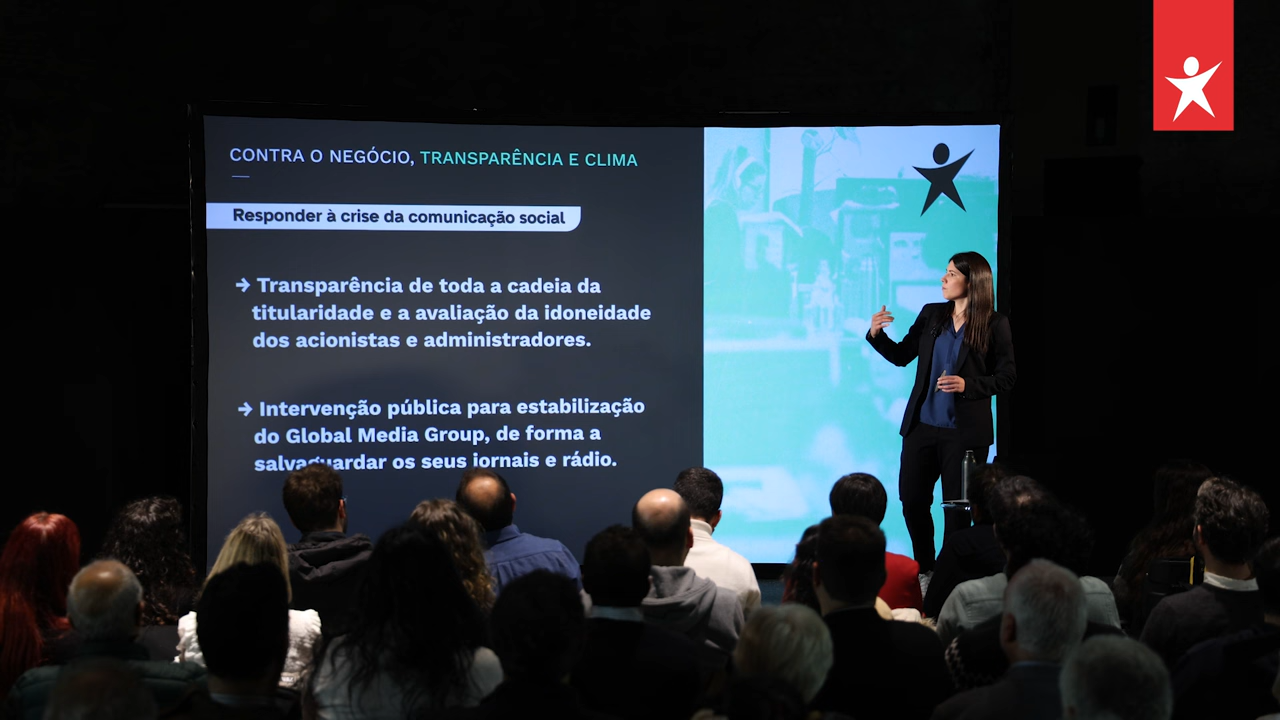 CONTRA O NEGÓCIO, TRANSPARÊNCIA E CLIMA
Responder à crise da comunicação social
→ Transparência de toda a cadeia da
titularidade e a avaliação da idoneidade
dos acionistas e administradores.
→ Intervenção pública para estabilização
do Global Media Group, de forma a
salvaguardar os seus jornais e rádio.